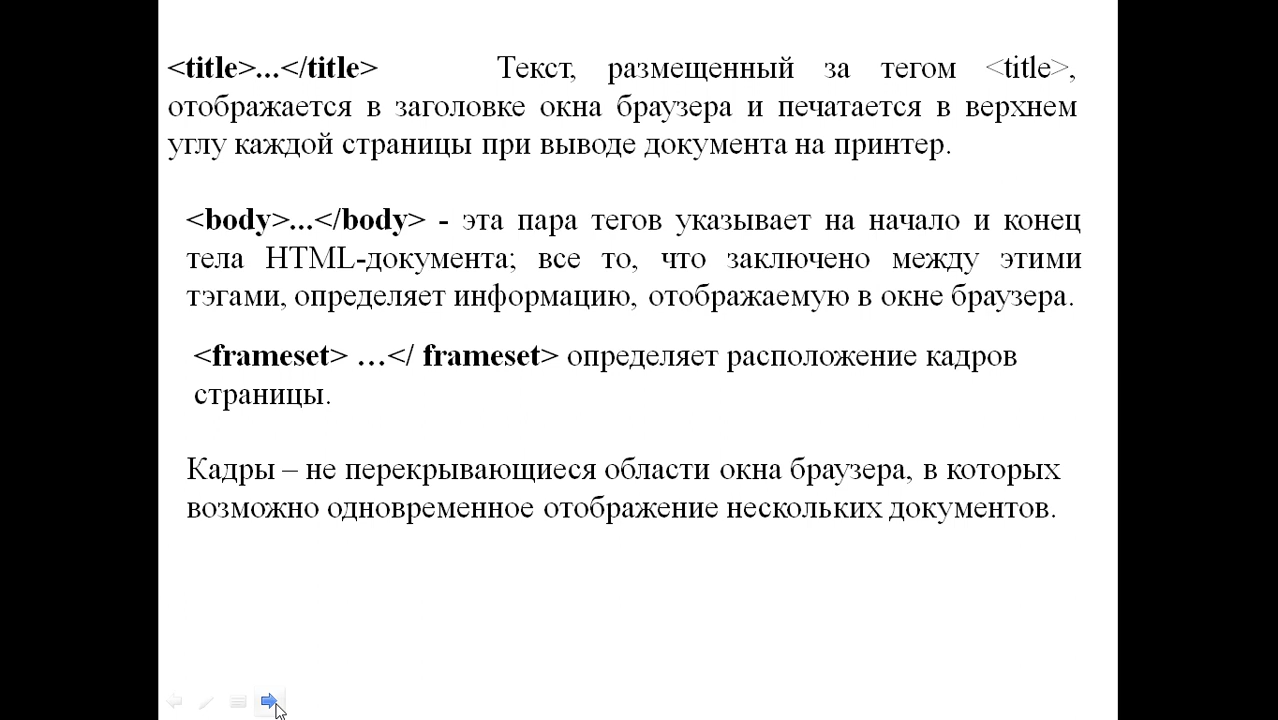 <title>...</title> Текст, размещенный за тегом <title>,
отображается в заголовке окна браузера и печатается в верхнем
углу каждой страницы при выводе документа на принтер.
<body>...</body> - эта пара тегов указывает на начало и конец
тела HTML-документа; все то, что заключено между этими
тэгами, определяет информацию, отображаемую в окне браузера.
<frameset> …</ frameset> определяет расположение кадров
страницы.
Кадры – не перекрывающиеся области окна браузера, в которых
возможно одновременное отображение нескольких документов.